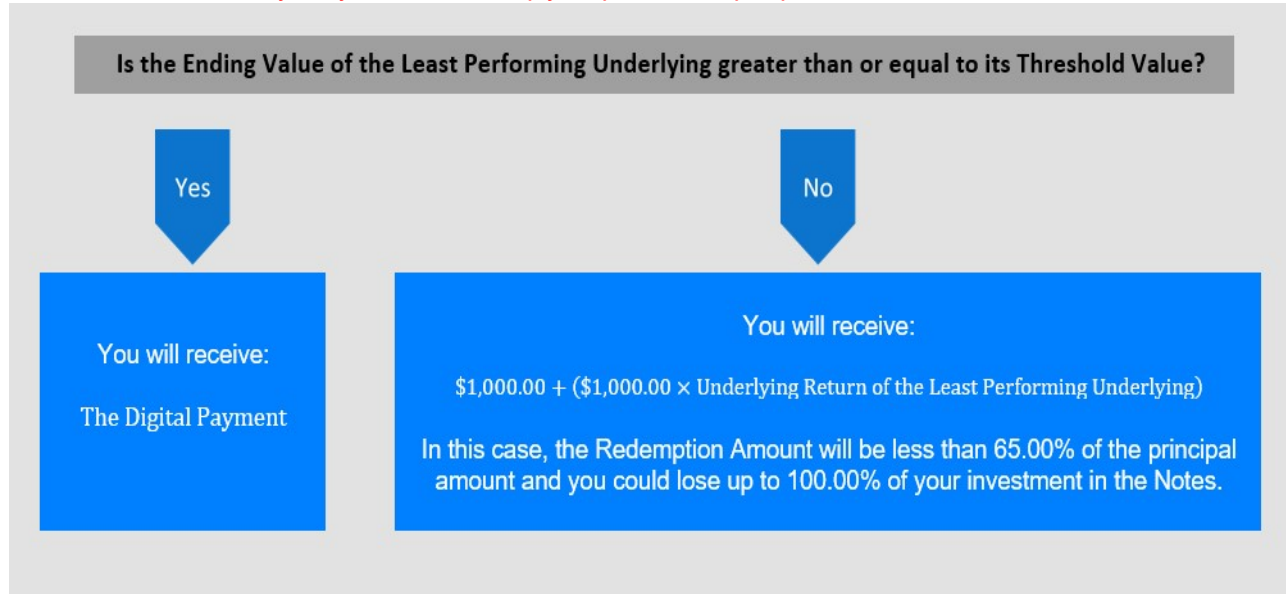 Is the Ending Value of the Least Performing Underlying greater than or equal to its Threshold Value?
Yes
No
You will receive:
The Digital Payment
You will receive:
$1,000.00 + ($1,000.00 × Underlying Return of the Least Performing Underlying)
In this case, the Redemption Amount will be less than 65.00% of the principal
amount and you could lose up to 100.00% of your investment in the Notes.